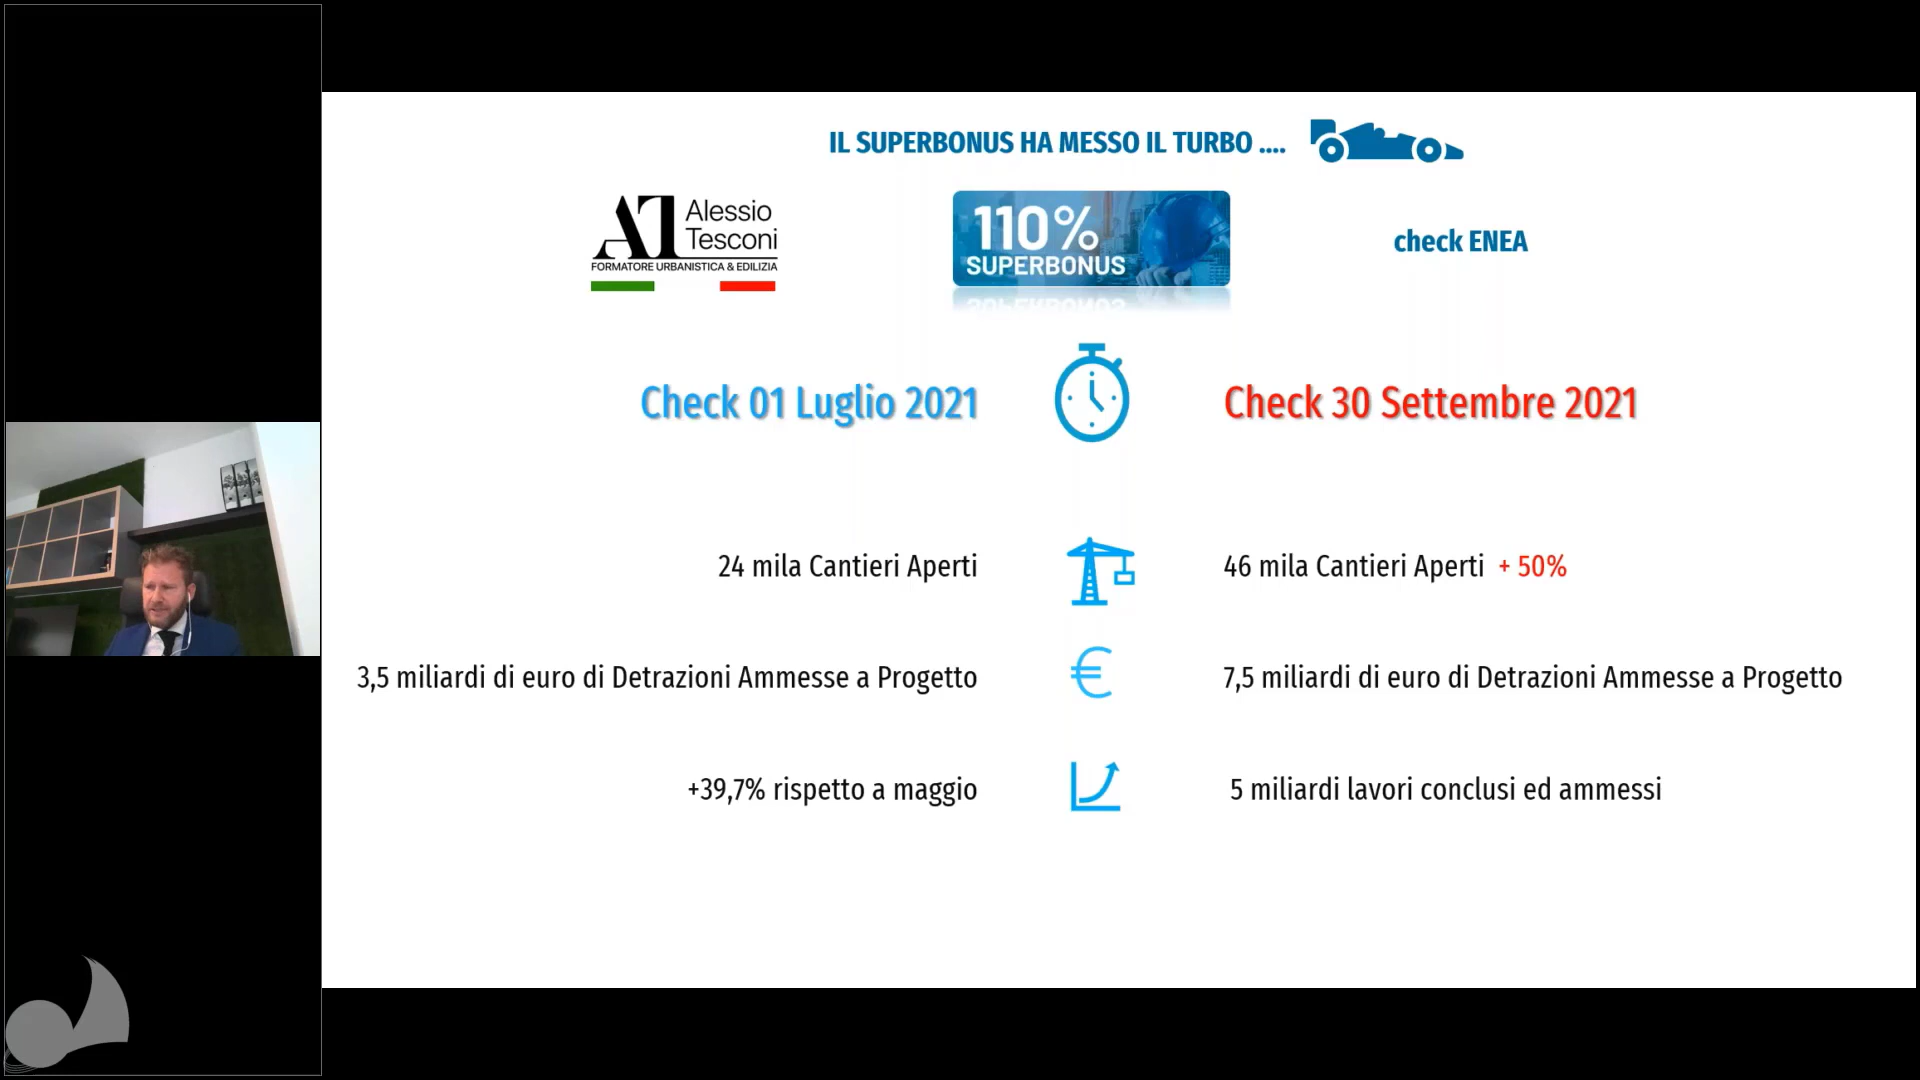 IL SUPERBONUS HA MESSO IL TURBO ....
Alessio
Tesconi
FORMATORE URBANISTICA & EDILIZIA
110%
SUPERBONUS
check ENEA
Check 01 Luglio 2021
Check 30 Settembre 2021
24 mila Cantieri Aperti
46 mila Cantieri Aperti + 50%
3,5 miliardi di euro di Detrazioni Ammesse a Progetto
7,5 miliardi di euro di Detrazioni Ammesse a Progetto
+39,7% rispetto a maggio
5 miliardi lavori conclusi ed ammessi